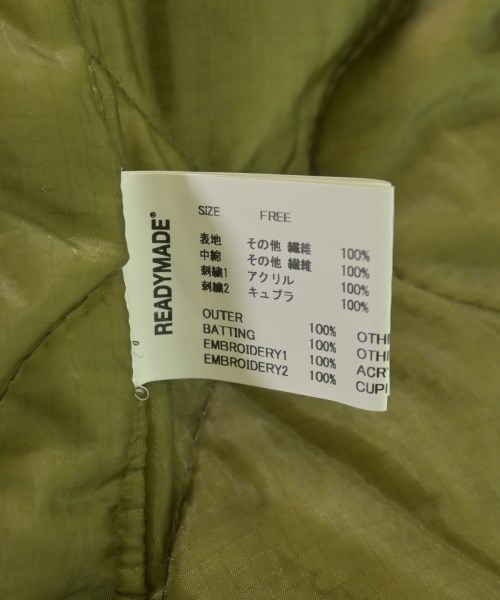 READYMADE®
SIZE FREE
表地 その他 繊維 100%
中綿 その他 繊維 100%
刺繍1 アクリル 100%
刺繍2 キュプラ 100%
OUTER 100% OTH
BATTING 100% OTH
EMBROIDERY1 100% ACR
EMBROIDERY2 100% CUP